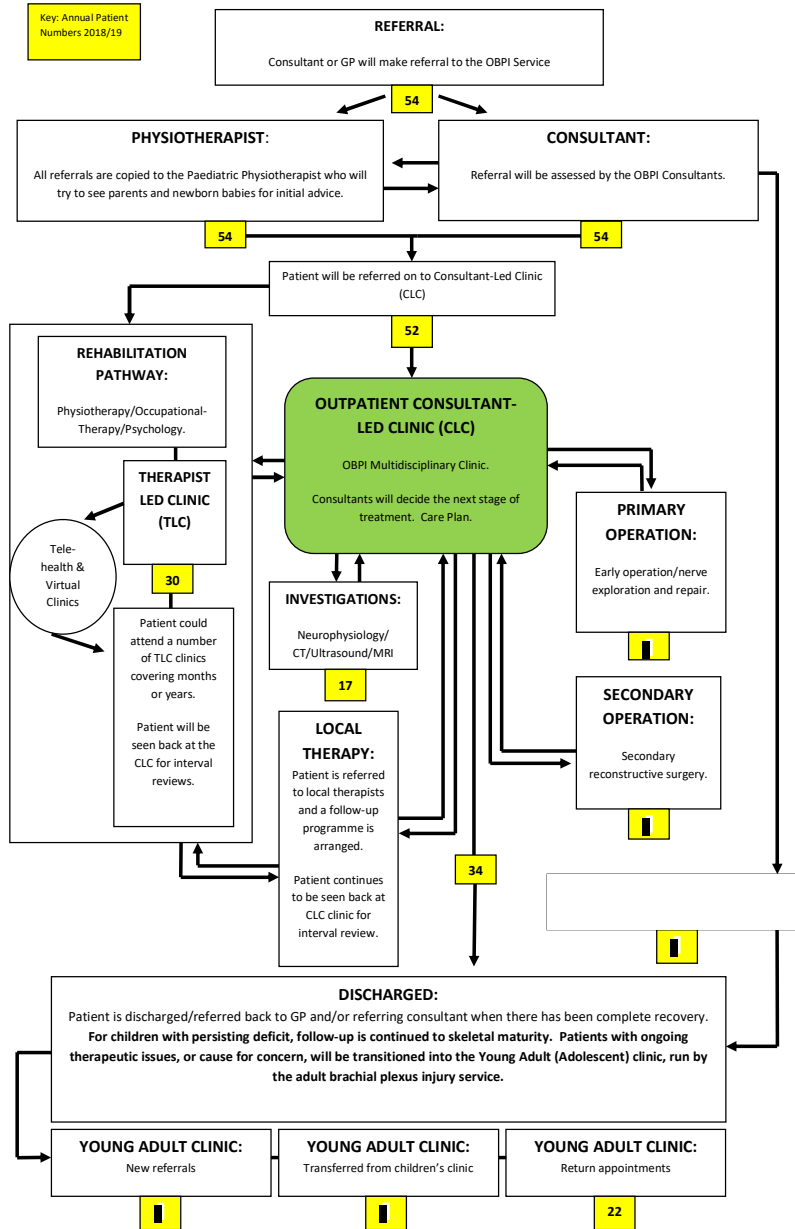 Key: Annual Patient
Numbers 2018/19
REFERRAL:
Consultant or GP will make referral to the OBPI Service
54
PHYSIOTHERAPIST:
All referrals are copied to the Paediatric Physiotherapist who will
try to see parents and newborn babies for initial advice.
CONSULTANT:
Referral will be assessed by the OBPI Consultants.
54
54
Patient will be referred on to Consultant-Led Clinic
(CLC)
52
REHABILITATION
PATHWAY:
Physiotherapy/Occupational-
Therapy/Psychology.
THERAPIST
LED CLINIC
(TLC)
Tele-
health &
Virtual
Clinics
30
Patient could
attend a number
of TLC clinics
covering months
or years.
Patient will be
seen back at the
CLC for interval
reviews.
OUTPATIENT CONSULTANT-
LED CLINIC (CLC)
OBPI Multidisciplinary Clinic.
Consultants will decide the next stage of
treatment.  Care Plan.
PRIMARY
OPERATION:
Early operation/nerve
exploration and repair.
INVESTIGATIONS:
Neurophysiology/
CT/Ultrasound/MRI
17
SECONDARY
OPERATION:
Secondary
reconstructive surgery.
LOCAL
THERAPY:
Patient is referred
to local therapists
and a follow-up
programme is
arranged.
Patient continues
to be seen back at
CLC clinic for
interval review.
34
DISCHARGED:
Patient is discharged/referred back to GP and/or referring consultant when there has been complete recovery.
For children with persisting deficit, follow-up is continued to skeletal maturity.  Patients with ongoing
therapeutic issues, or cause for concern, will be transitioned into the Young Adult (Adolescent) clinic, run by
the adult brachial plexus injury service.
YOUNG ADULT CLINIC:
New referrals
YOUNG ADULT CLINIC:
Transferred from children's clinic
YOUNG ADULT CLINIC:
Return appointments
22